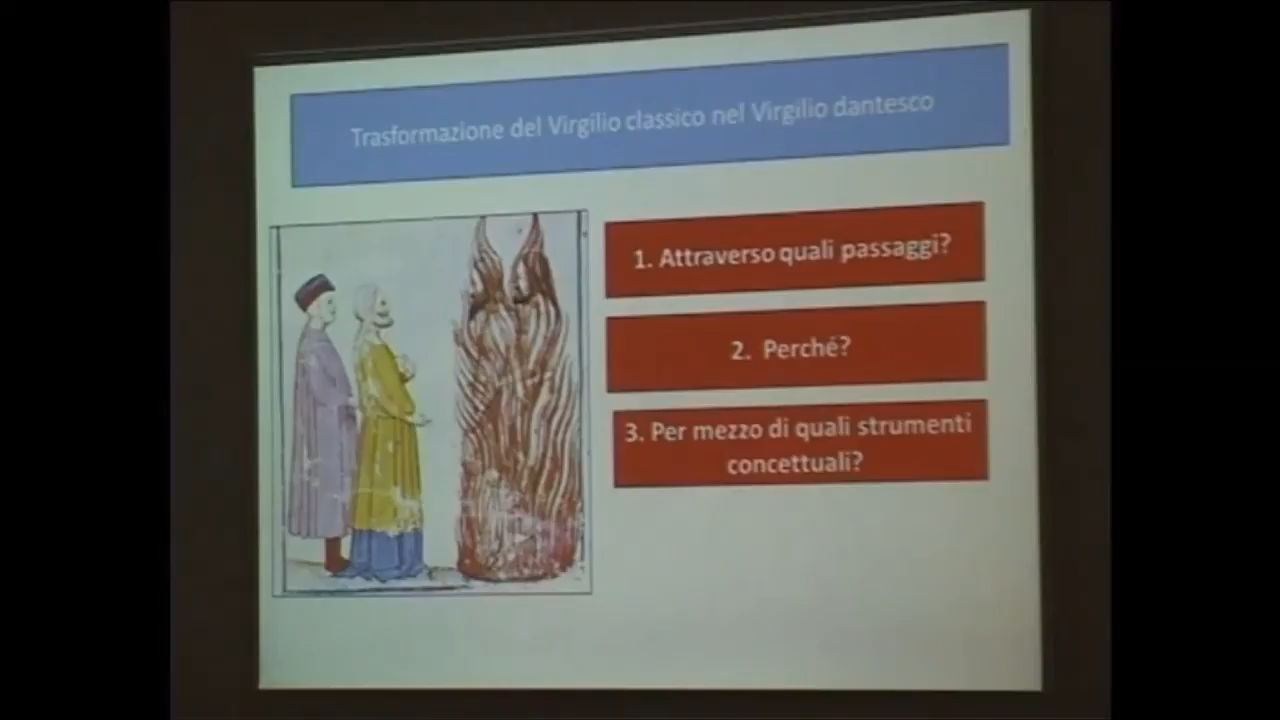 Trasformazione del Virgilio classico nel Virgilio dantesco
1. Attraverso quali passaggi?
2. Perché?
3. Per mezzo di quali strumenti
concettuali?